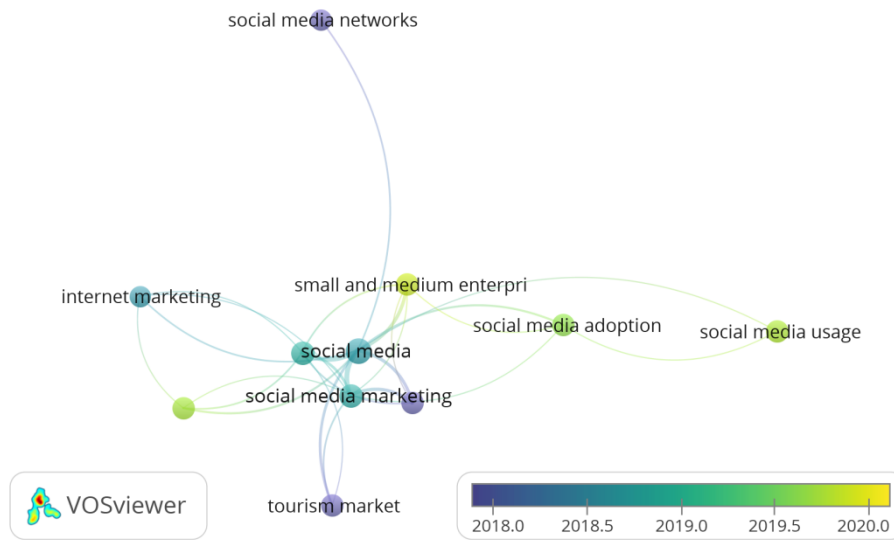 social media networks
internet marketing
small and medium enterpri
social media adoption
social media usage
social media
social media marketing
tourism market
VOSviewer
2018.0 2018.5 2019.0 2019.5 2020.0